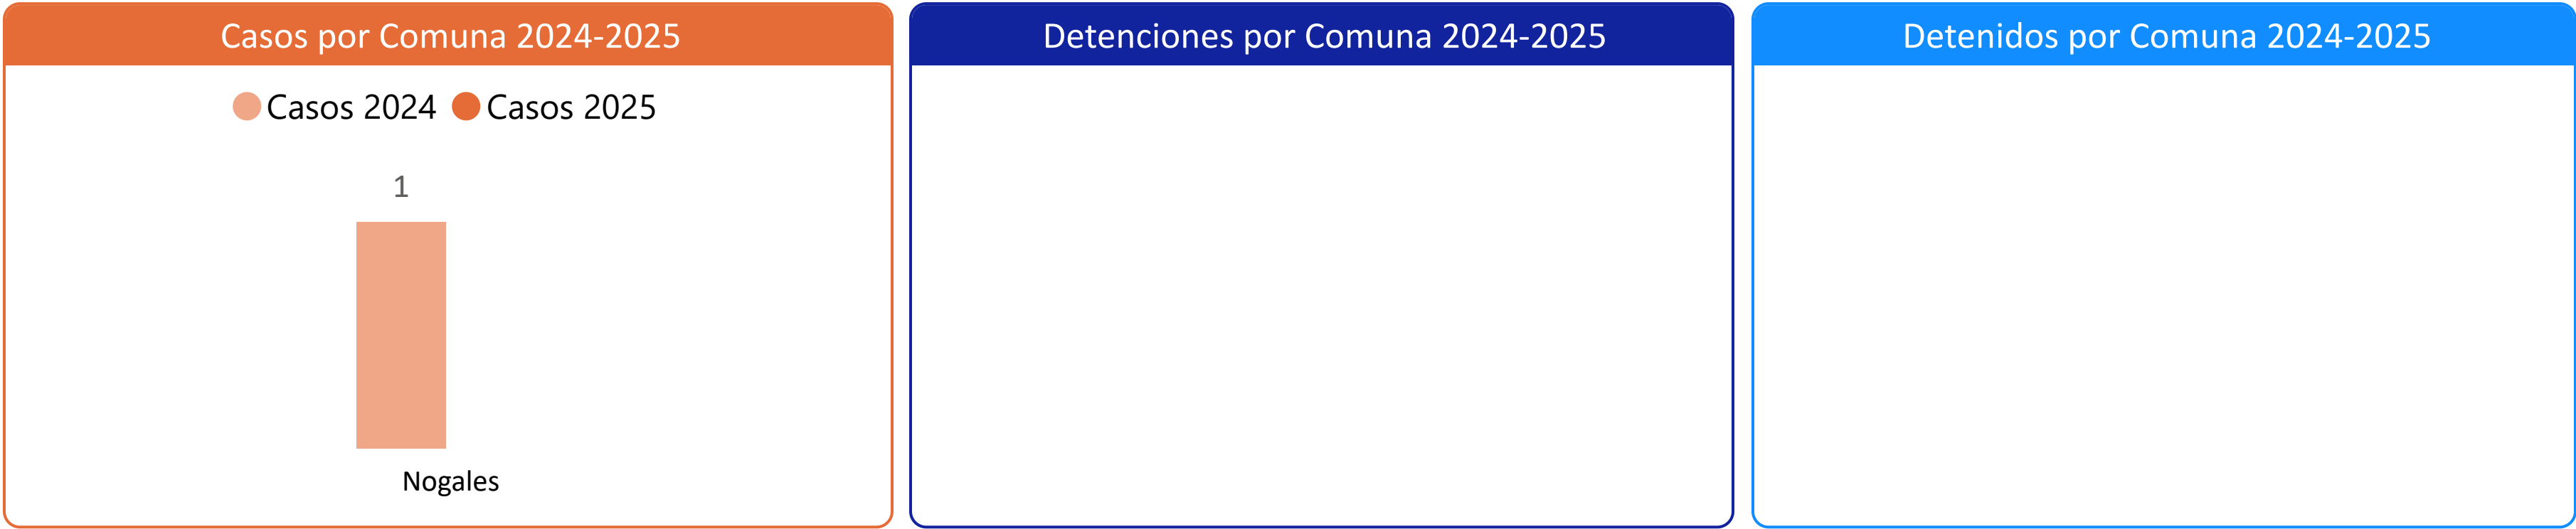 Casos por Comuna 2024-2025
Casos 2024 Casos 2025
1
Nogales
Detenciones por Comuna 2024-2025
Detenidos por Comuna 2024-2025